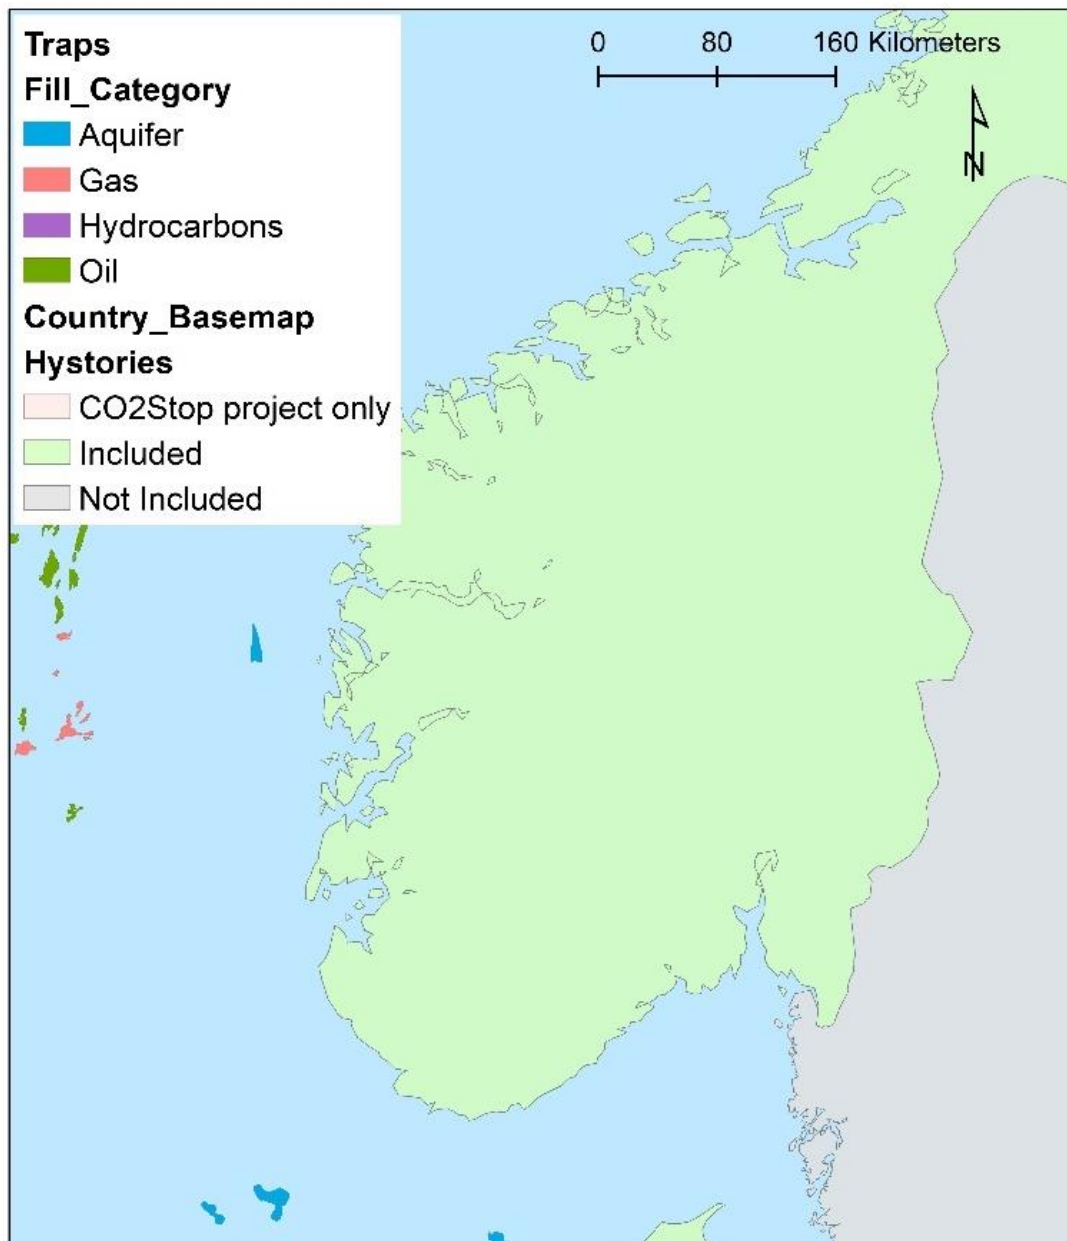 Traps
Fill_Category
Aquifer
Gas
Hydrocarbons
Oil
Country_Basemap
Hystories
CO2Stop project only
Included
Not Included
0 80 160 Kilometers
N